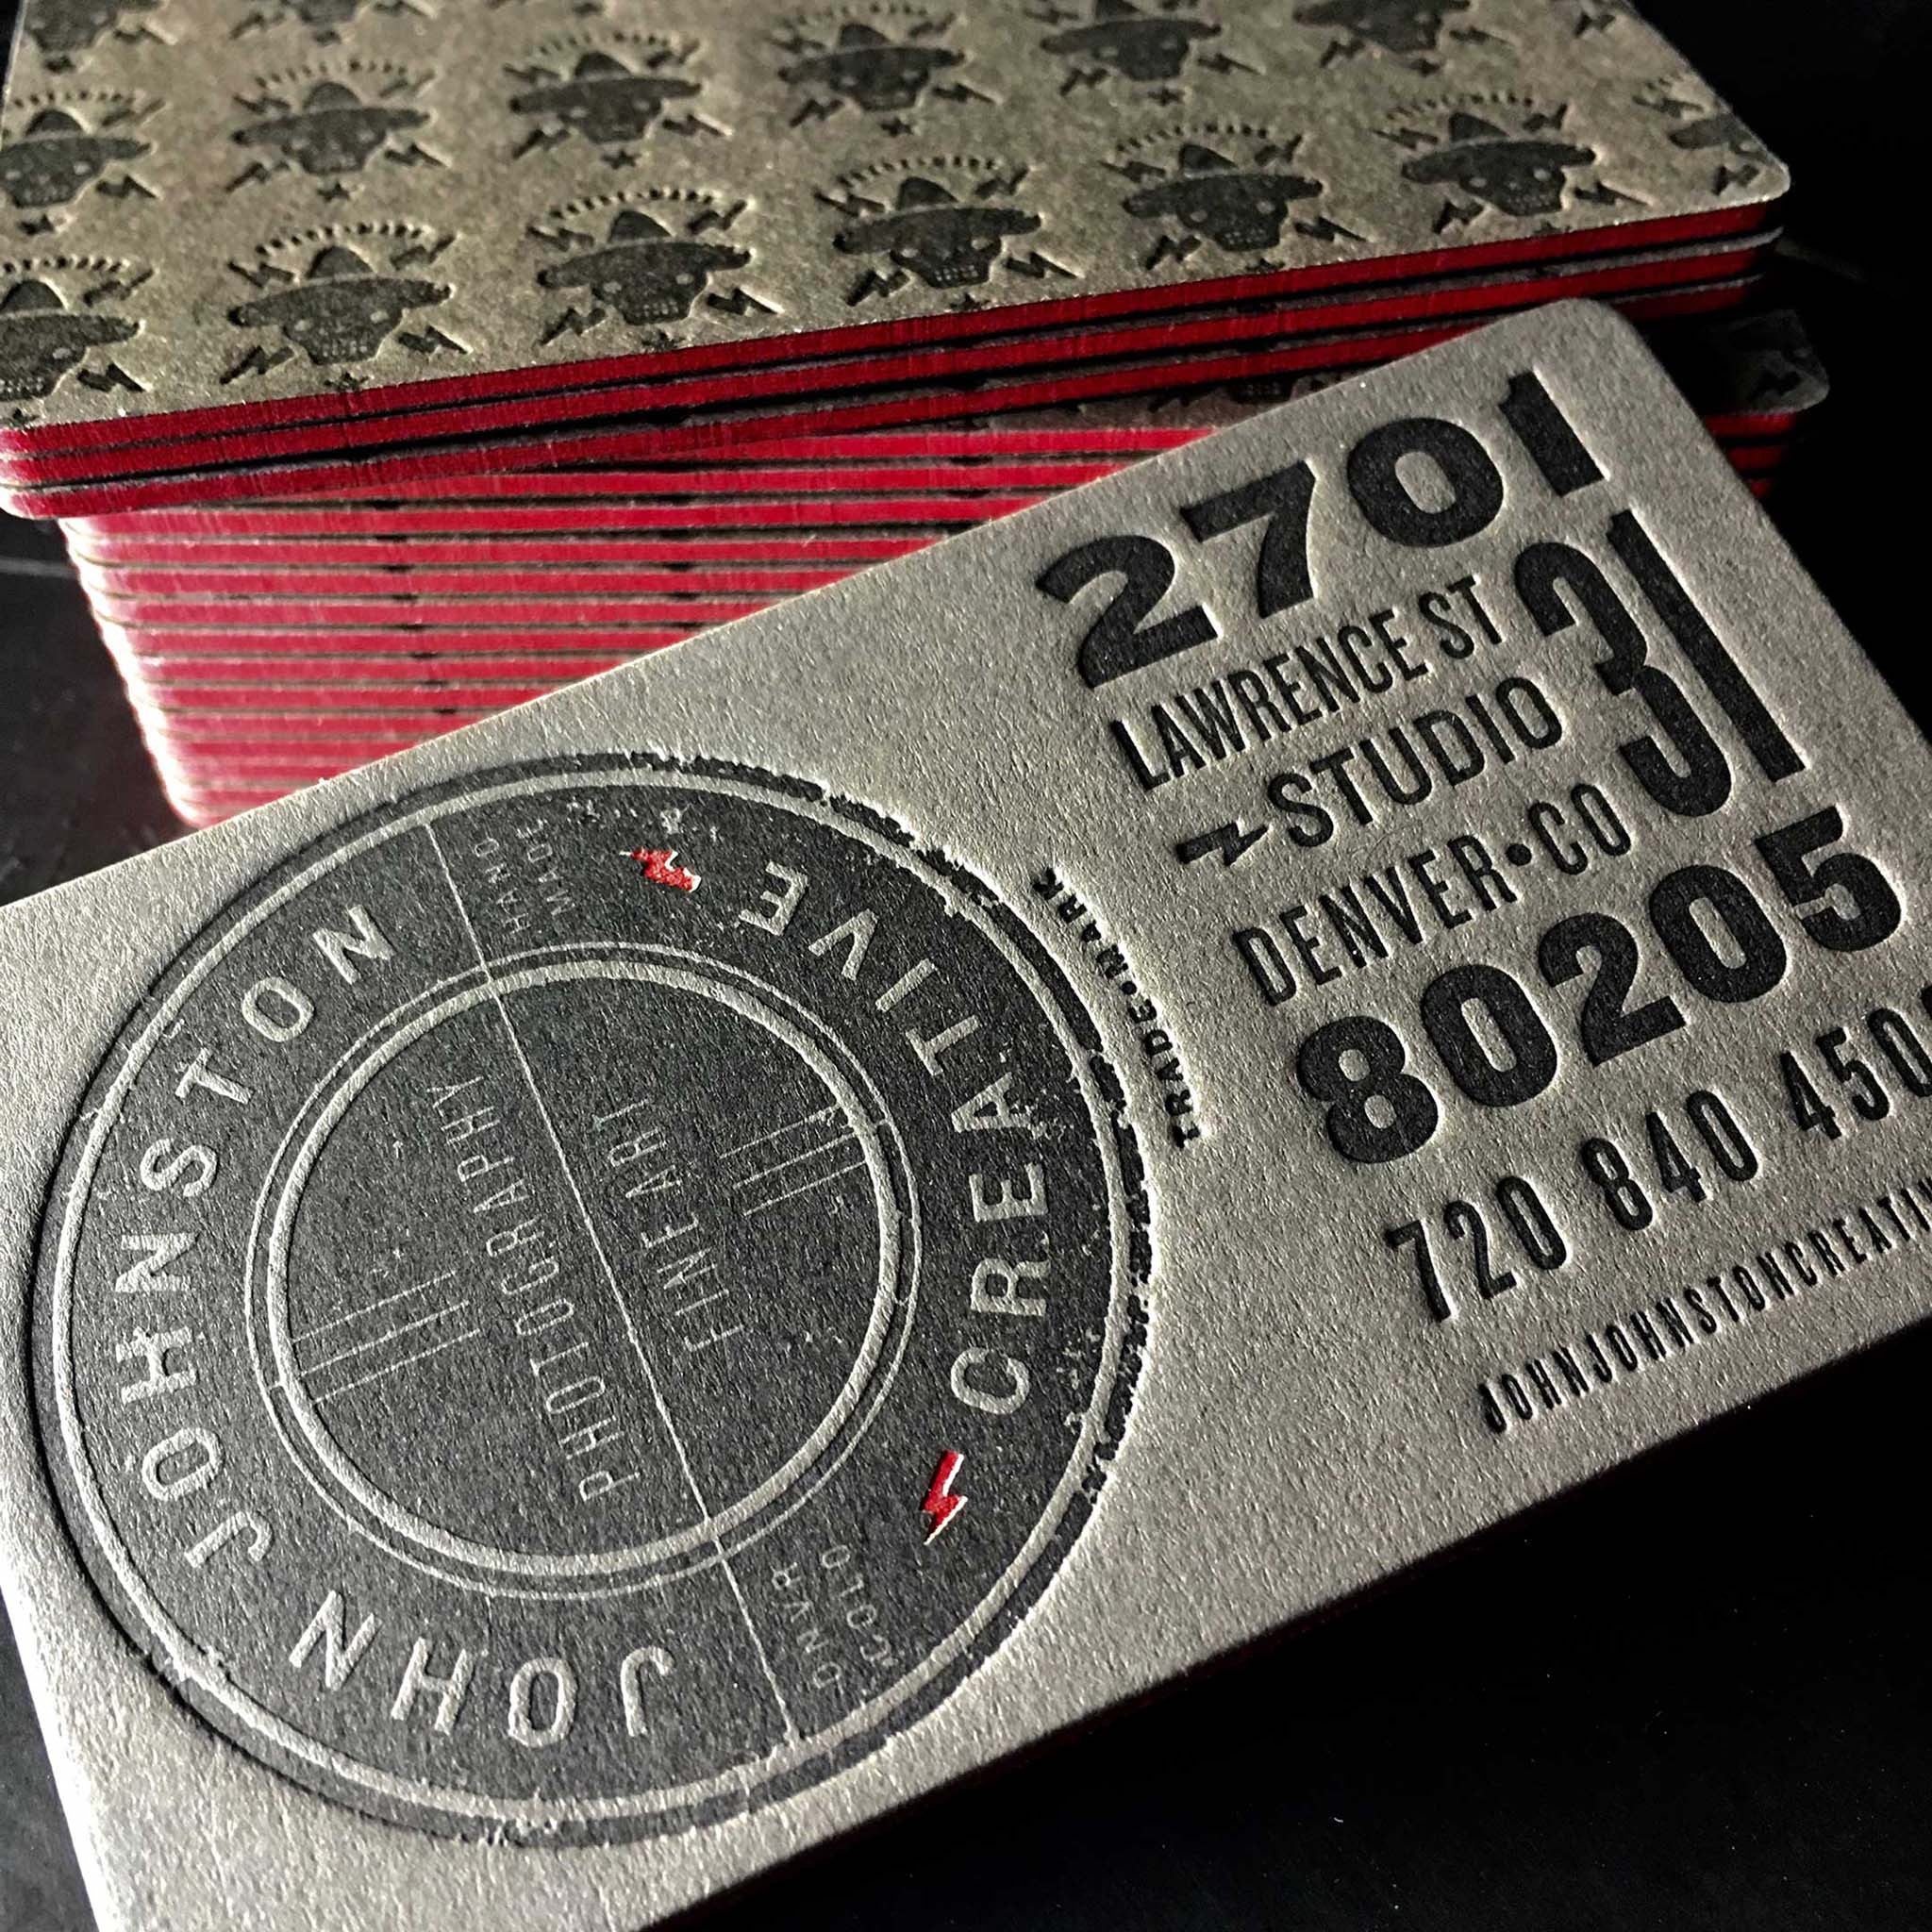 JOHN JOHNSTON
CREATIVE
HAND
MADE
PHOTOGRAPHY
FINE ART
DNVR
COLO
TRADE•MARK
2701
LAWRENCE ST
STUDIO 31
DENVER•CO
80205
720 840 450
JOHNJOHNSTONCREATI